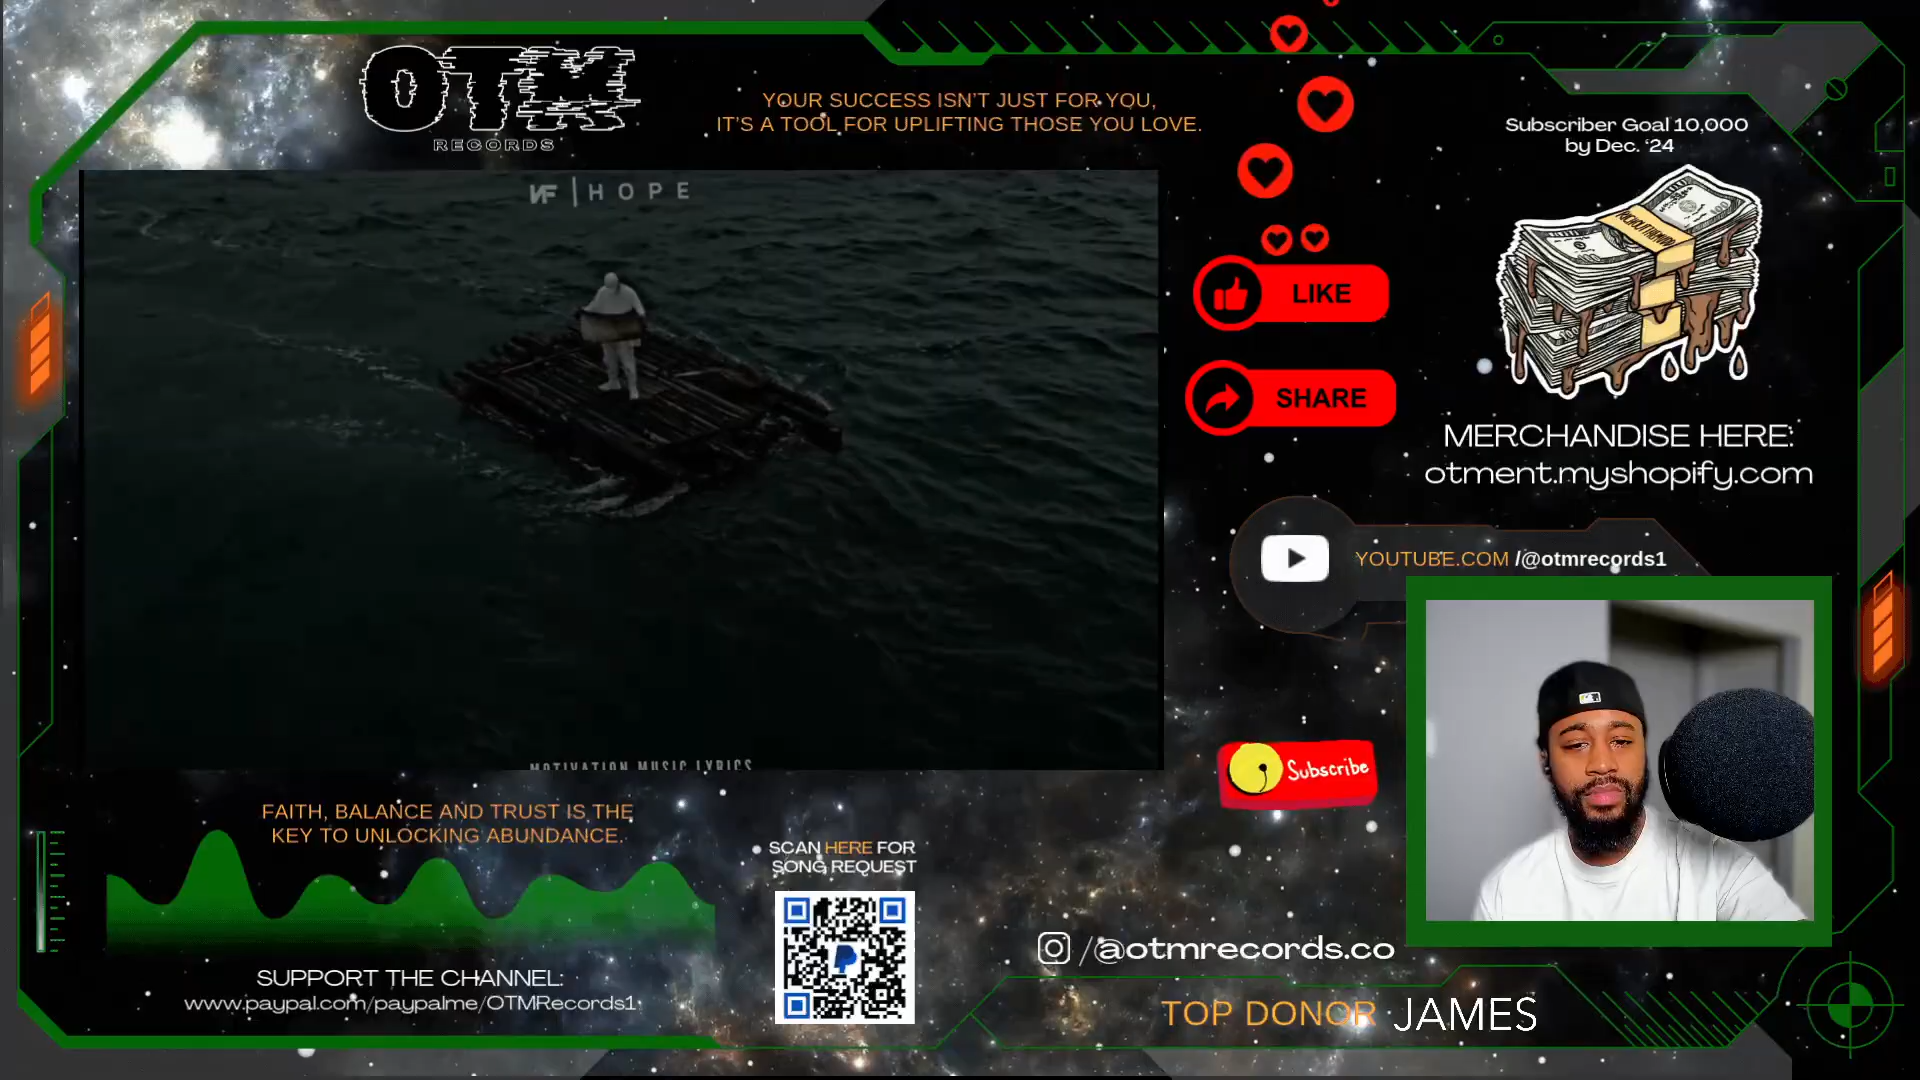 OTM
RECORDS
YOUR SUCCESS ISN'T JUST FOR YOU,
IT'S A TOOL FOR UPLIFTING THOSE YOU LOVE.
Subscriber Goal 10,000
by Dec. '24
NF | HOPE
LIKE
SHARE
MERCHANDISE HERE:
otment.myshopify.com
YOUTUBE.COM /@otmrecords1
MOTIVATION MUSIC LYRICS
Subscribe
FAITH, BALANCE AND TRUST IS THE
KEY TO UNLOCKING ABUNDANCE.
SCAN HERE FOR
SONG REQUEST
SUPPORT THE CHANNEL:
www.paypal.com/paypalme/OTMRecords1
/@otmrecords.co
TOP DONOR JAMES